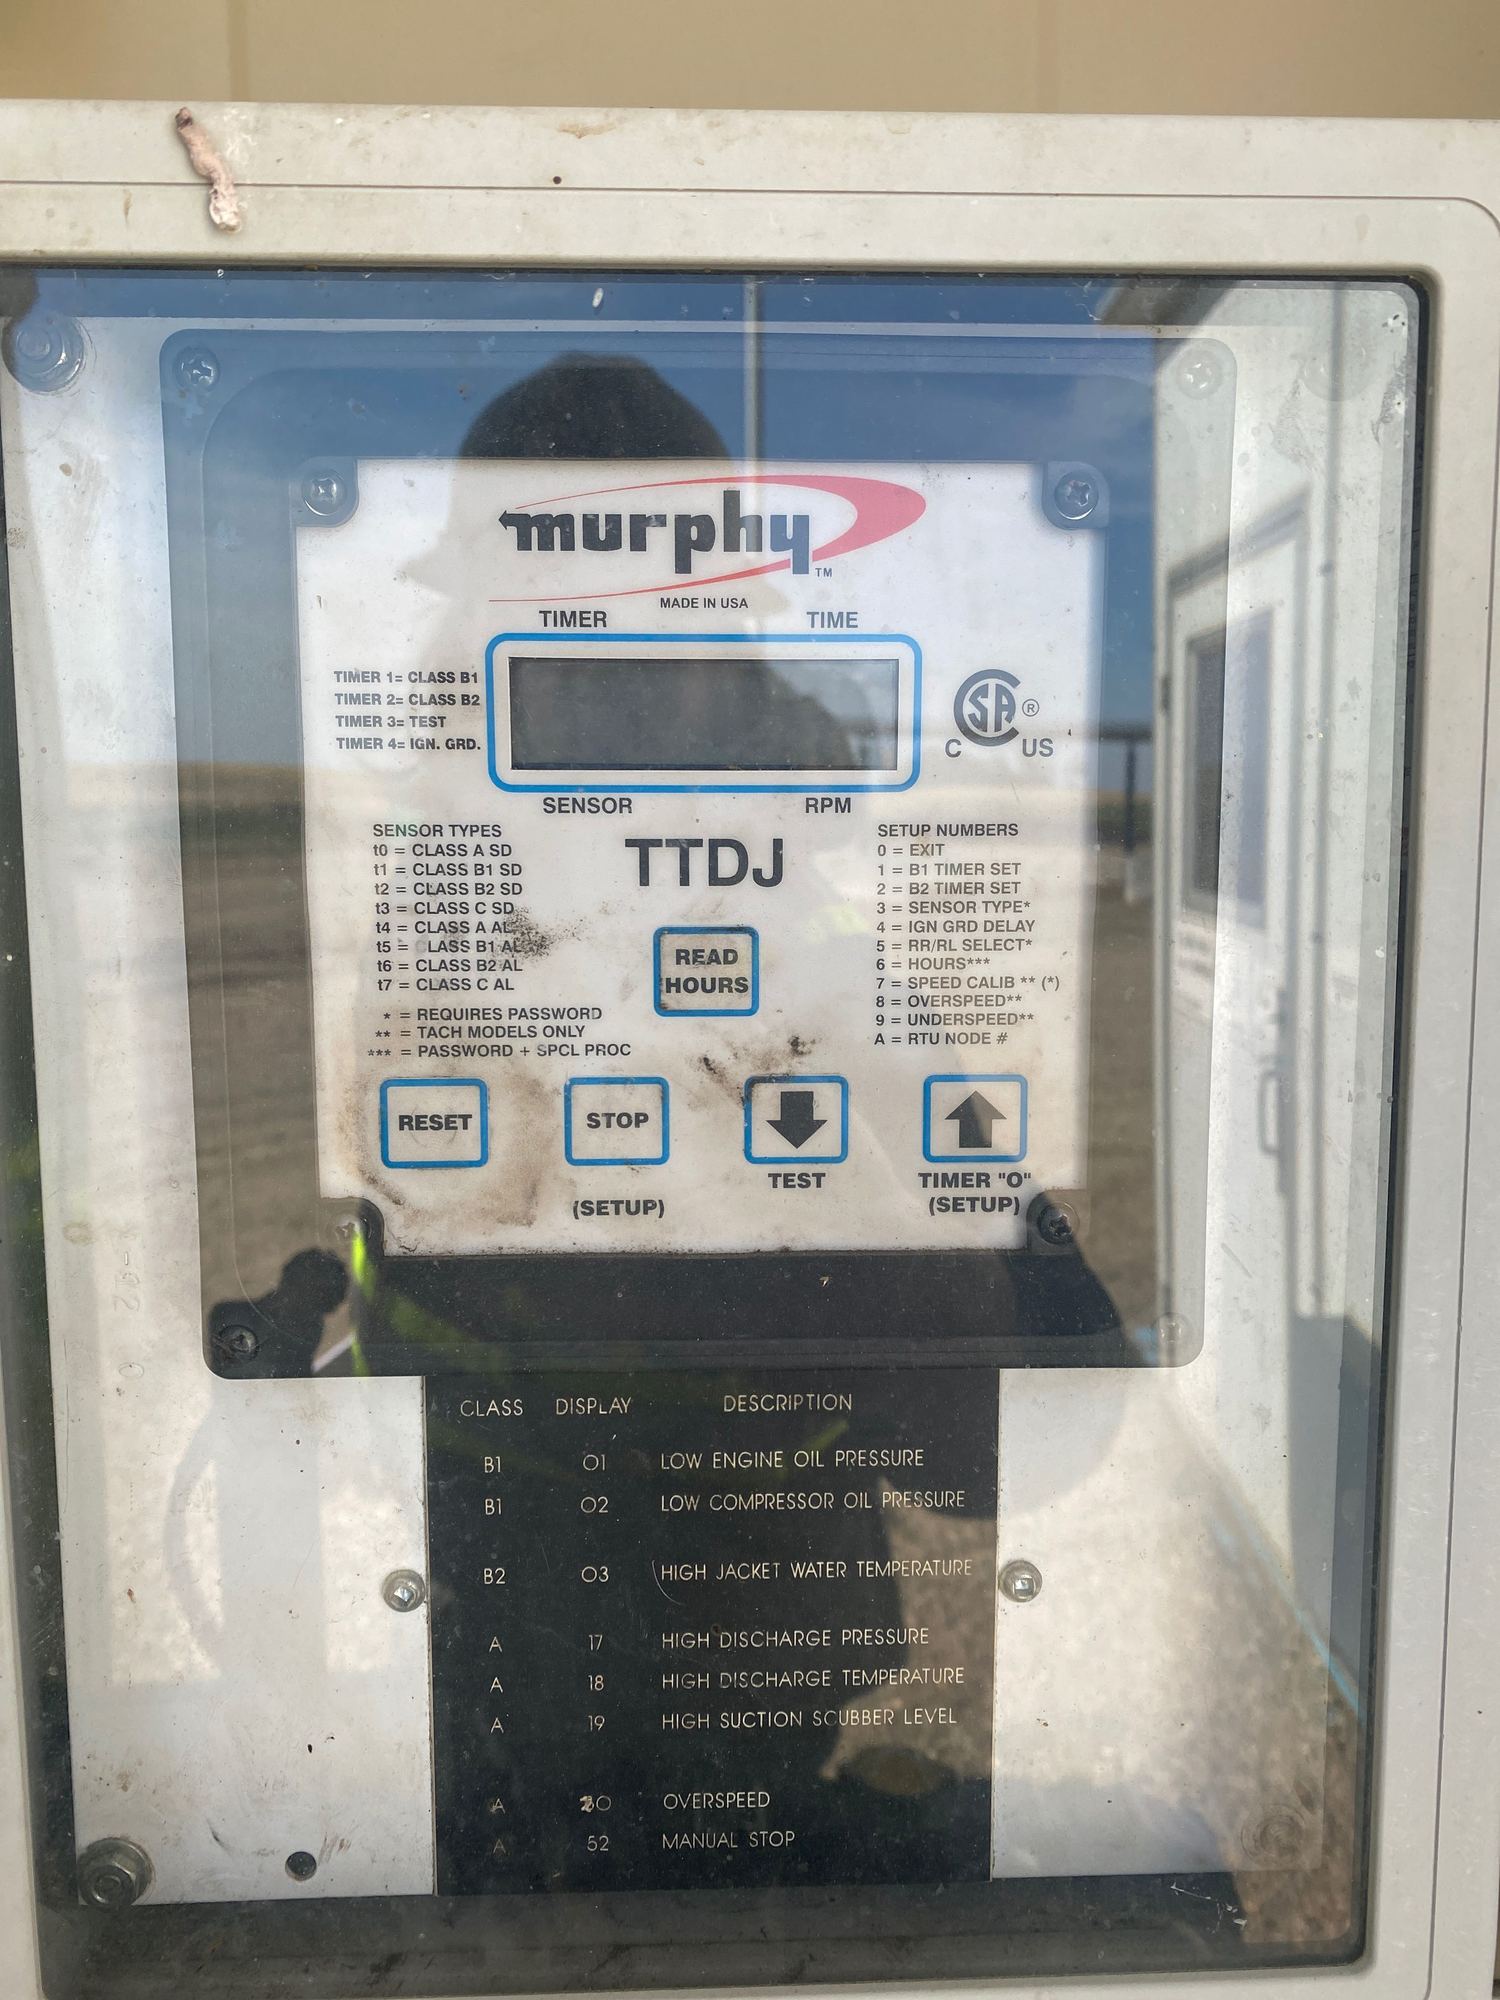 murphy
TM
MADE IN USA
TIMER TIME
TIMER 1= CLASS B1
TIMER 2= CLASS B2
TIMER 3= TEST
TIMER 4= IGN. GRD.
CSA ®
C US
SENSOR RPM
TTDJ
SENSOR TYPES
t0 = CLASS A SD
t1 = CLASS B1 SD
t2 = CLASS B2 SD
t3 = CLASS C SD
t4 = CLASS A AL
t5 = CLASS B1 AL
t6 = CLASS B2 AL
t7 = CLASS C AL
* = REQUIRES PASSWORD
** = TACH MODELS ONLY
*** = PASSWORD + SPCL PROC
SETUP NUMBERS
0 = EXIT
1 = B1 TIMER SET
2 = B2 TIMER SET
3 = SENSOR TYPE*
4 = IGN GRD DELAY
5 = RR/RL SELECT*
6 = HOURS***
7 = SPEED CALIB ** (*)
8 = OVERSPEED**
9 = UNDERSPEED**
A = RTU NODE #
READ
HOURS
RESET
STOP
(SETUP)
TEST
TIMER "O"
(SETUP)
CLASS DISPLAY DESCRIPTION
B1 01 LOW ENGINE OIL PRESSURE
B1 02 LOW COMPRESSOR OIL PRESSURE
B2 03 HIGH JACKET WATER TEMPERATURE
A 17 HIGH DISCHARGE PRESSURE
A 18 HIGH DISCHARGE TEMPERATURE
A 19 HIGH SUCTION SCUBBER LEVEL
A OVERSPEED
A 52 MANUAL STOP